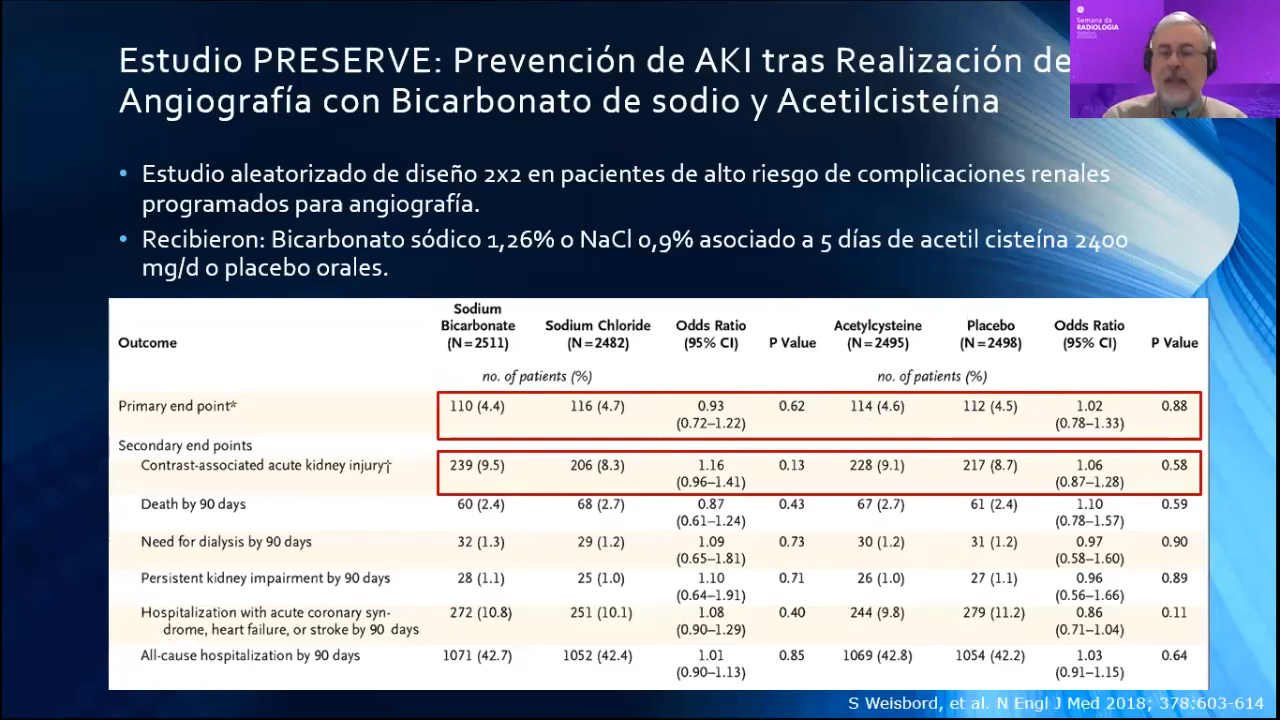 Semana da
RADIOLOGIA
Estudio PRESERVE: Prevención de AKI tras Realización de
Angiografía con Bicarbonato de sodio y Acetilcisteína
• Estudio aleatorizado de diseño 2x2 en pacientes de alto riesgo de complicaciones renales
programados para angiografía.
• Recibieron: Bicarbonato sódico 1,26% o NaCl 0,9% asociado a 5 días de acetil cisteína 2400
mg/d o placebo orales.
Outcome Sodium Bicarbonate (N=2511) Sodium Chloride (N=2482) Odds Ratio (95% CI) P Value Acetylcysteine (N=2495) Placebo (N=2498) Odds Ratio (95% CI) P Value
no. of patients (%) no. of patients (%)
Primary end point* 110 (4.4) 116 (4.7) 0.93 (0.72–1.22) 0.62 114 (4.6) 112 (4.5) 1.02 (0.78–1.33) 0.88
Secondary end points
Contrast-associated acute kidney injury† 239 (9.5) 206 (8.3) 1.16 (0.96–1.41) 0.13 228 (9.1) 217 (8.7) 1.06 (0.87–1.28) 0.58
Death by 90 days 60 (2.4) 68 (2.7) 0.87 (0.61–1.24) 0.43 67 (2.7) 61 (2.4) 1.10 (0.78–1.57) 0.59
Need for dialysis by 90 days 32 (1.3) 29 (1.2) 1.09 (0.65–1.81) 0.73 30 (1.2) 31 (1.2) 0.97 (0.58–1.60) 0.90
Persistent kidney impairment by 90 days 28 (1.1) 25 (1.0) 1.10 (0.64–1.91) 0.71 26 (1.0) 27 (1.1) 0.96 (0.56–1.66) 0.89
Hospitalization with acute coronary syn-
drome, heart failure, or stroke by 90 days 272 (10.8) 251 (10.1) 1.08 (0.90–1.29) 0.40 244 (9.8) 279 (11.2) 0.86 (0.71–1.04) 0.11
All-cause hospitalization by 90 days 1071 (42.7) 1052 (42.4) 1.01 (0.90–1.13) 0.85 1069 (42.8) 1054 (42.2) 1.03 (0.91–1.15) 0.64
S Weisbord, et al. N Engl J Med 2018; 378:603-614